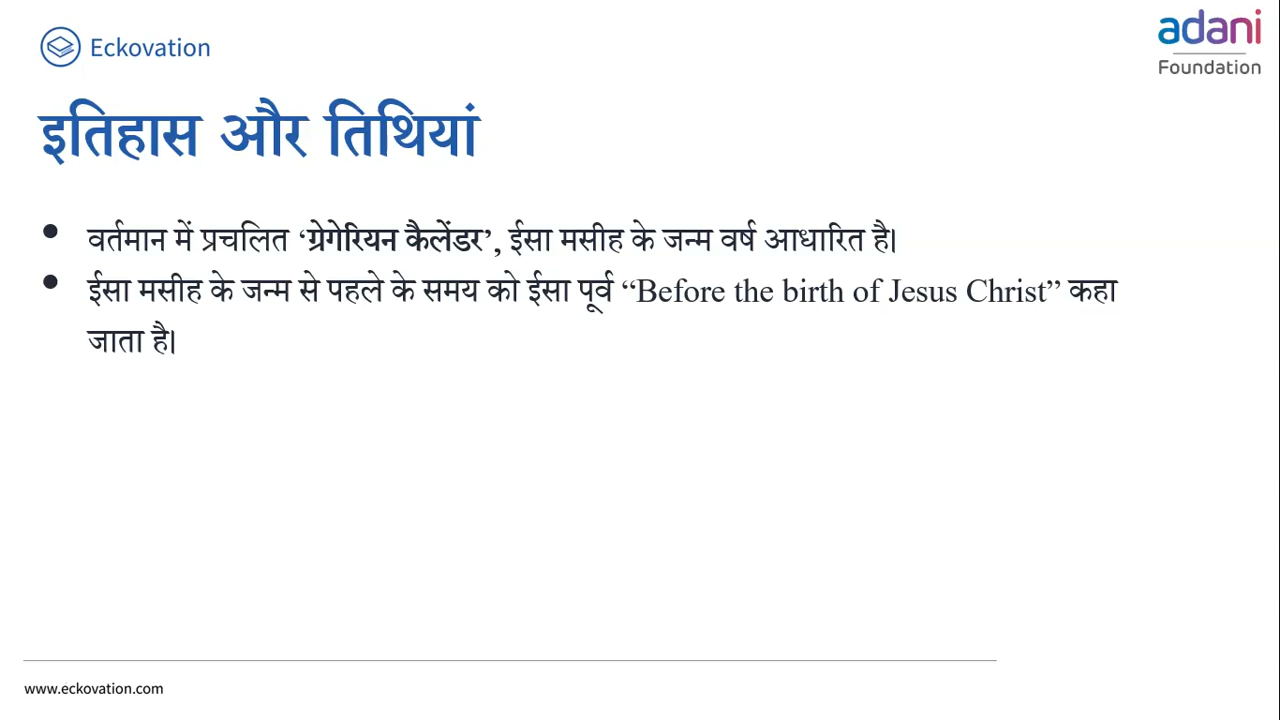 Eckovation
adani
Foundation
इतिहास और तिथियां
• वर्तमान में प्रचलित ‘ग्रेगेरियन कैलेंडर’, ईसा मसीह के जन्म वर्ष आधारित है।
• ईसा मसीह के जन्म से पहले के समय को ईसा पूर्व “Before the birth of Jesus Christ” कहा
जाता है।
www.eckovation.com